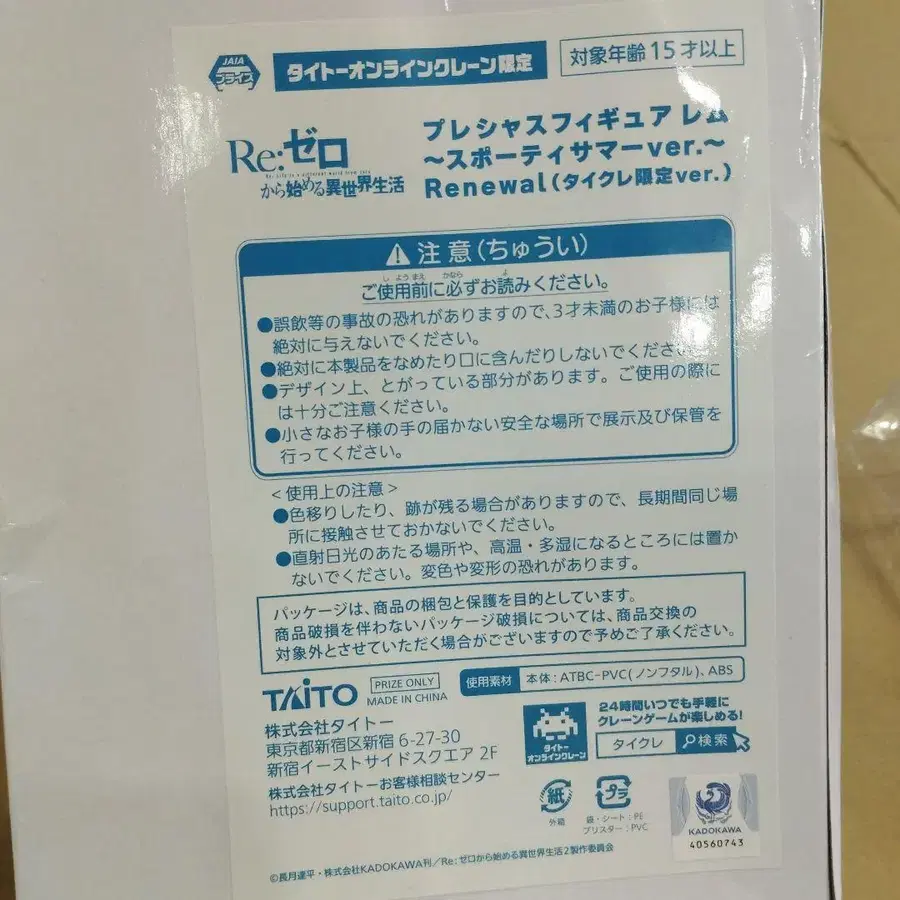 JAIA
プライズ
タイトーオンラインクレーン限定
対象年齢15才以上
Re:ゼロ
Re: Life in a different world from zero
から始める異世界生活
プレシャスフィギュア レム
～スポーティサマーver.～
Renewal(タイクレ限定ver.)
注意(ちゅうい)
しようまえ かなら よ
ご使用前に必ずお読みください。
●誤飲等の事故の恐れがありますので、3才未満のお子様には
絶対に与えないでください。
●絶対に本製品をなめたり口に含んだりしないでください。
●デザイン上、とがっている部分があります。ご使用の際に
は十分ご注意ください。
●小さなお子様の手の届かない安全な場所で展示及び保管を
行ってください。
＜使用上の注意＞
●色移りしたり、跡が残る場合がありますので、長期間同じ場
所に接触させておかないでください。
●直射日光のあたる場所や、高温・多湿になるところには置か
ないでください。変色や変形の恐れがあります。
パッケージは、商品の梱包と保護を目的としています。
商品破損を伴わないパッケージ破損については、商品交換の
対象外とさせていただく場合がございますので予めご了承ください。
TAITO
PRIZE ONLY
MADE IN CHINA
使用素材 本体:ATBC-PVC(ノンフタル)、ABS
株式会社タイトー
東京都新宿区新宿 6-27-30
新宿イーストサイドスクエア 2F
株式会社タイトーお客様相談センター
https://support.taito.co.jp/
タイトー
オンラインクレーン
24時間いつでも手軽に
クレーンゲームが楽しめる!
タイクレ 検索
紙
外箱
プラ
袋・シート:PE
ブリスター:PVC
KADOKAWA
40560743
©長月達平・株式会社KADOKAWA刊／Re:ゼロから始める異世界生活2製作委員会